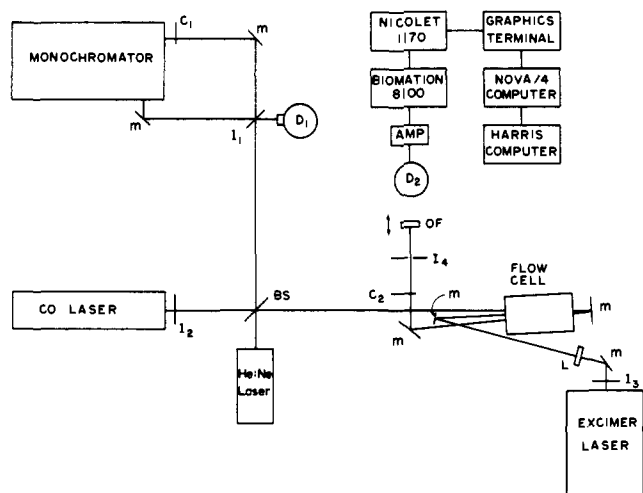 C1
m
MONOCHROMATOR
m
I1
D1
NICOLET
1170
GRAPHICS
TERMINAL
BIOMATION
8100
NOVA/4
COMPUTER
AMP
HARRIS
COMPUTER
D2
OF
I4
C2
m
FLOW
CELL
BS
CO LASER
I2
m
m
He:Ne
Laser
L
m
I3
EXCIMER
LASER